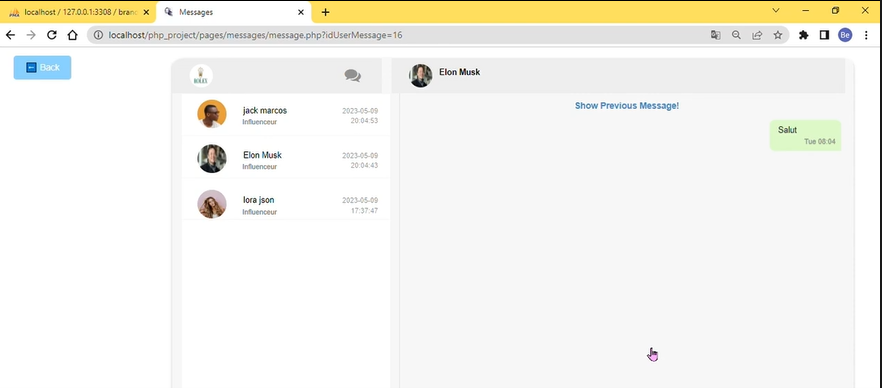 localhost / 127.0.0.1:3308 / bran
Messages
localhost/php_project/pages/messages/message.php?idUserMessage=16
Be
Back
Elon Musk
Show Previous Message!
Salut
Tue 08:04
jack marcos
2023-05-09
Influenceur
20:04:53
Elon Musk
2023-05-09
Influenceur
20:04:43
lora json
2023-05-09
Influenceur
17:37:47